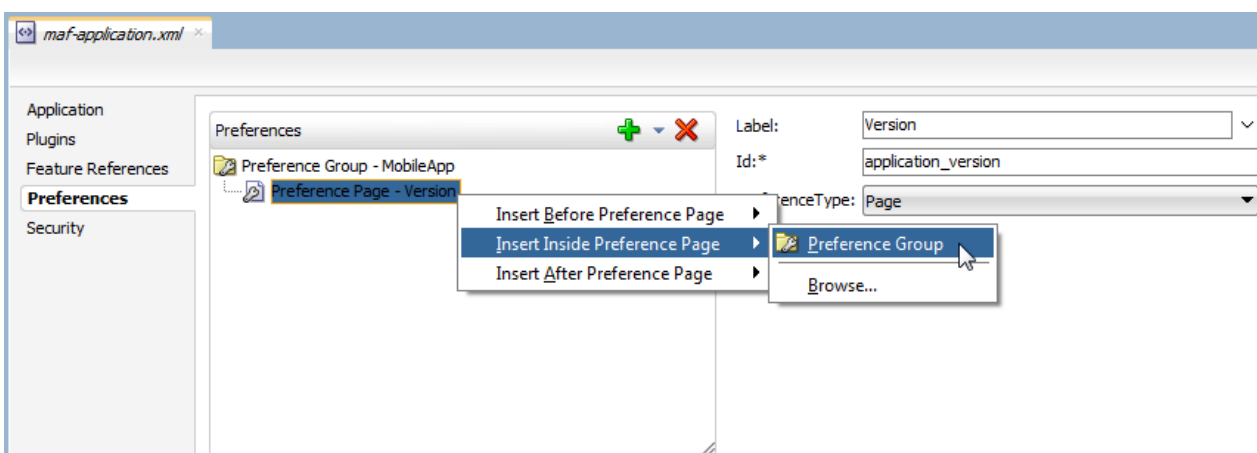 maf-application.xml
Application
Plugins
Feature References
Preferences
Security
Preferences
Preference Group - MobileApp
Preference Page - Version
Insert Before Preference Page
Insert Inside Preference Page
Insert After Preference Page
Preference Group
Browse...
Label: Version
Id:* application_version
enceType: Page